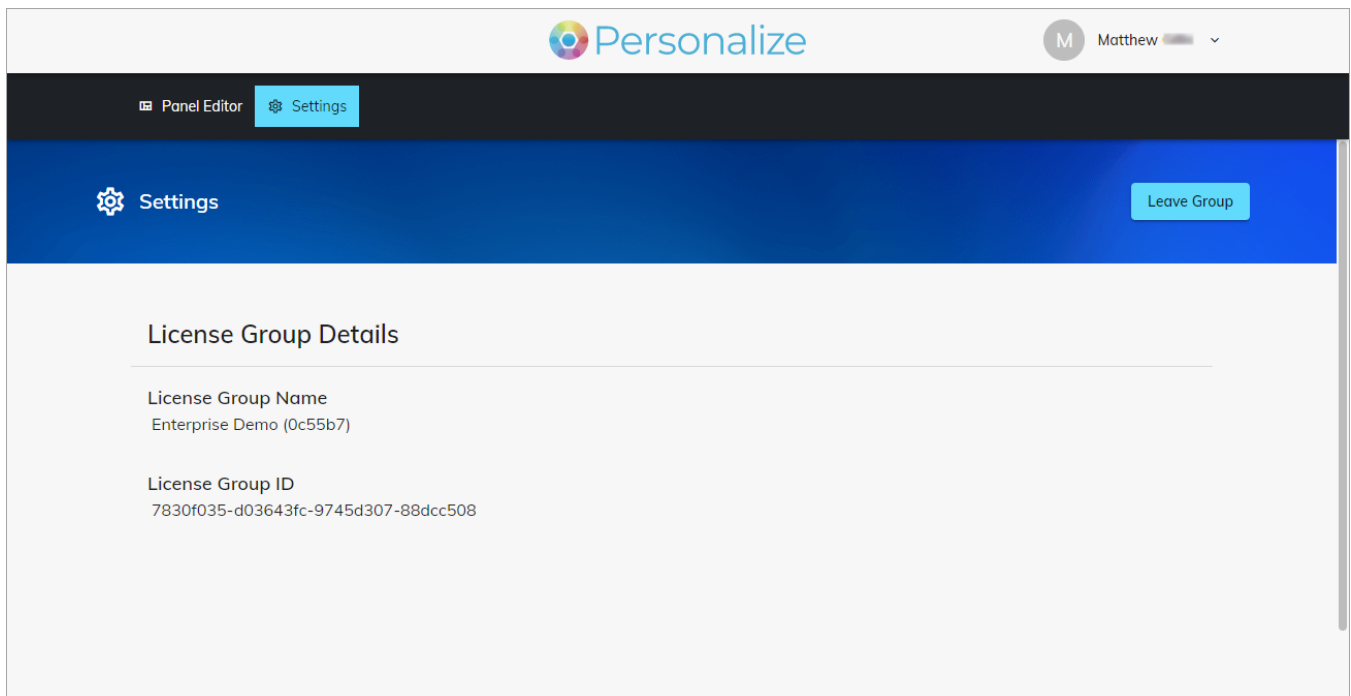 Personalize
M Matthew
Panel Editor Settings
Settings
Leave Group
License Group Details
License Group Name
Enterprise Demo (0c55b7)
License Group ID
7830f035-d03643fc-9745d307-88dcc508